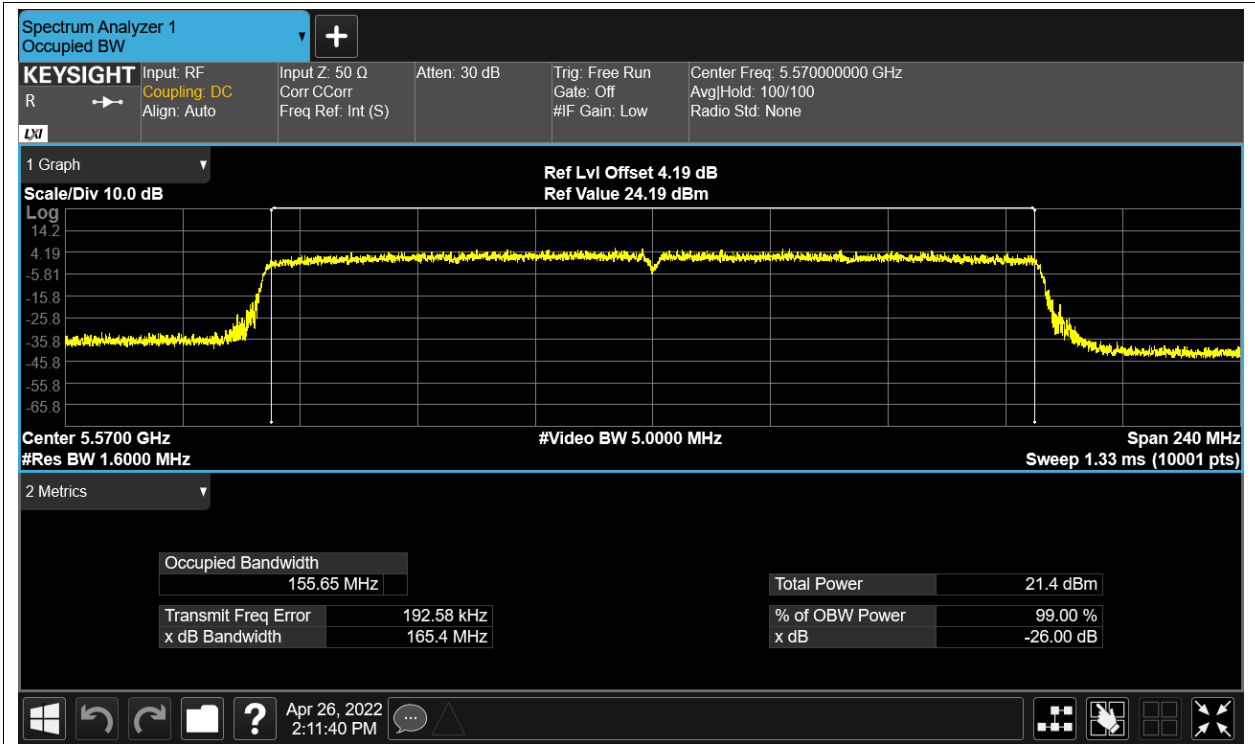 Spectrum Analyzer 1
Occupied BW
KEYSIGHT
R
LXI
Input: RF
Coupling: DC
Align: Auto
Input Z: 50 Ω
Corr CCorr
Freq Ref: Int (S)
Atten: 30 dB
Trig: Free Run
Gate: Off
#IF Gain: Low
Center Freq: 5.570000000 GHz
Avg|Hold: 100/100
Radio Std: None
1 Graph
Scale/Div 10.0 dB
Ref Lvl Offset 4.19 dB
Ref Value 24.19 dBm
Log
14.2
4.19
-5.81
-15.8
-25.8
-35.8
-45.8
-55.8
-65.8
Center 5.5700 GHz
#Res BW 1.6000 MHz
#Video BW 5.0000 MHz
Span 240 MHz
Sweep 1.33 ms (10001 pts)
2 Metrics
Occupied Bandwidth
155.65 MHz
Transmit Freq Error 192.58 kHz
x dB Bandwidth 165.4 MHz
Total Power 21.4 dBm
% of OBW Power 99.00 %
x dB -26.00 dB
?
Apr 26, 2022
2:11:40 PM